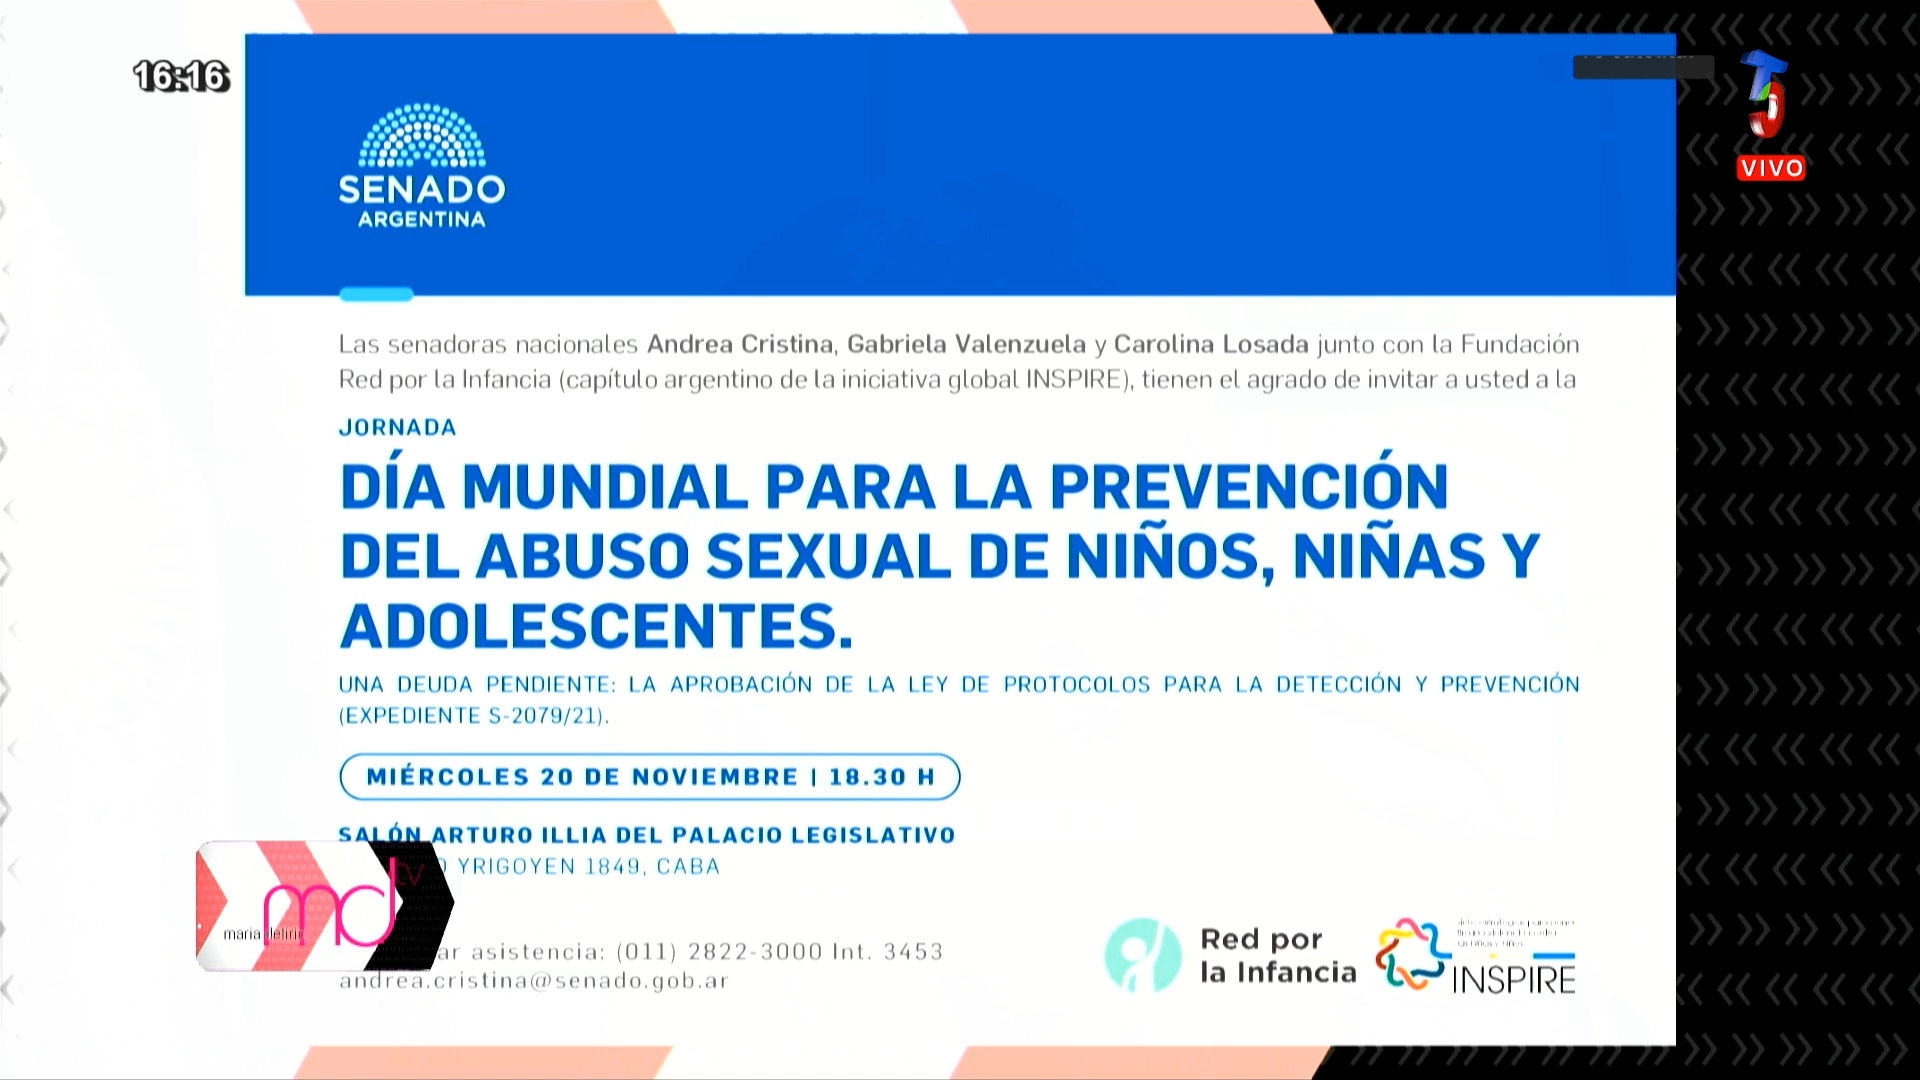 16:16
VIVO
SENADO
ARGENTINA
Las senadoras nacionales Andrea Cristina, Gabriela Valenzuela y Carolina Losada junto con la Fundación
Red por la Infancia (capítulo argentino de la iniciativa global INSPIRE), tienen el agrado de invitar a usted a la
JORNADA
DÍA MUNDIAL PARA LA PREVENCIÓN
DEL ABUSO SEXUAL DE NIÑOS, NIÑAS Y
ADOLESCENTES.
UNA DEUDA PENDIENTE: LA APROBACIÓN DE LA LEY DE PROTOCOLOS PARA LA DETECCIÓN Y PREVENCIÓN
(EXPEDIENTE S-2079/21).
MIÉRCOLES 20 DE NOVIEMBRE | 18.30 H
SALÓN ARTURO ILLIA DEL PALACIO LEGISLATIVO
YRIGOYEN 1849, CABA
md tv
maria
asistencia: (011) 2822-3000 Int. 3453
andrea.cristina@senado.gob.ar
Red por
la Infancia
INSPIRE